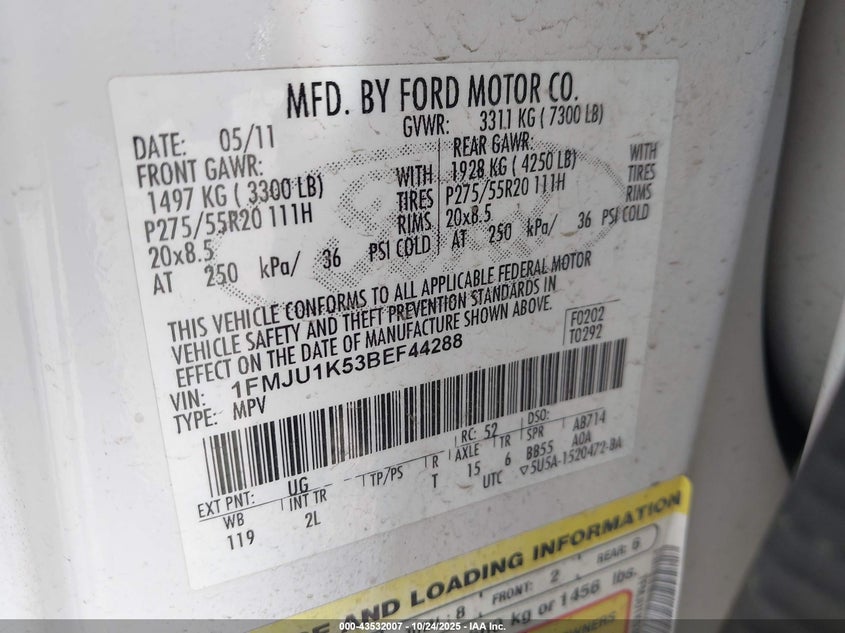 MFD. BY FORD MOTOR CO.
DATE: 05/11 GVWR: 3311 KG ( 7300 LB)
FRONT GAWR: REAR GAWR:
1497 KG ( 3300 LB) WITH 1928 KG ( 4250 LB) WITH
P275/55R20 111H TIRES P275/55R20 111H TIRES
20x8.5 RIMS 20x8.5 RIMS
AT 250 kPa/ 36 PSI COLD AT 250 kPa/ 36 PSI COLD
THIS VEHICLE CONFORMS TO ALL APPLICABLE FEDERAL MOTOR
VEHICLE SAFETY AND THEFT PREVENTION STANDARDS IN
EFFECT ON THE DATE OF MANUFACTURE SHOWN ABOVE.
F0202
T0292
VIN: 1FMJU1K53BEF44288
TYPE: MPV
EXT PNT: UG RC: 52 DSO:
WB INT TR TP/PS R AXLE TR SPR AB714
119 2L T 15 6 BB55 A0A
UTC ▽5U5A-1520472-BA
AND LOADING INFORMATION
8 FRONT: 2 REAR: 6
kg or 1456 lbs.
OWNERS
000-43532007 - 10/24/2025 - www.iaai.com